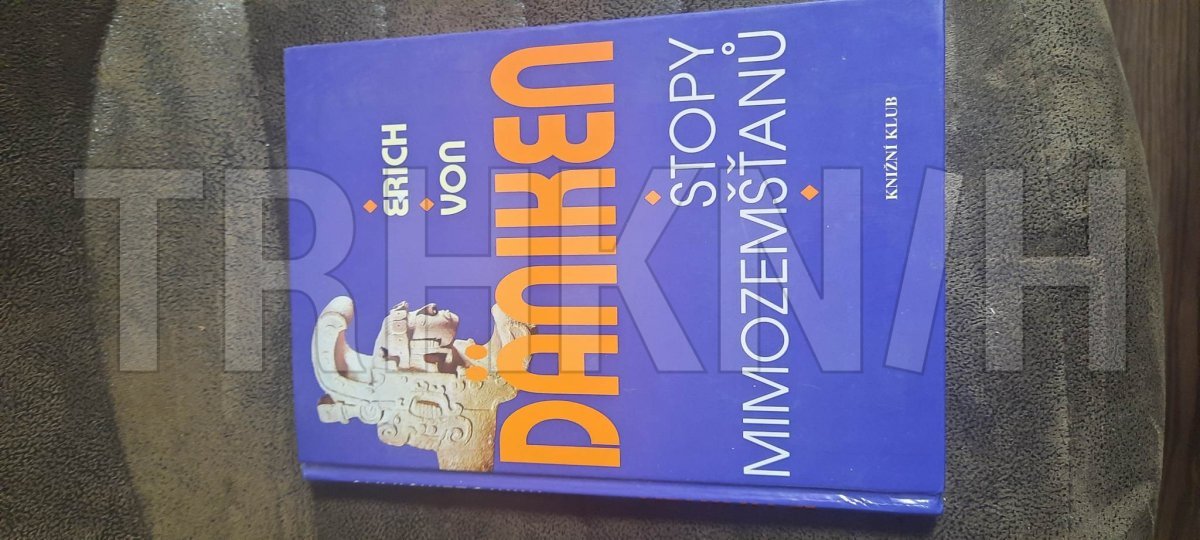 ERICH
VON
DÄNIKEN
STOPY
MIMOZEMŠŤANŮ
KNIŽNÍ KLUB
TRHKNIH